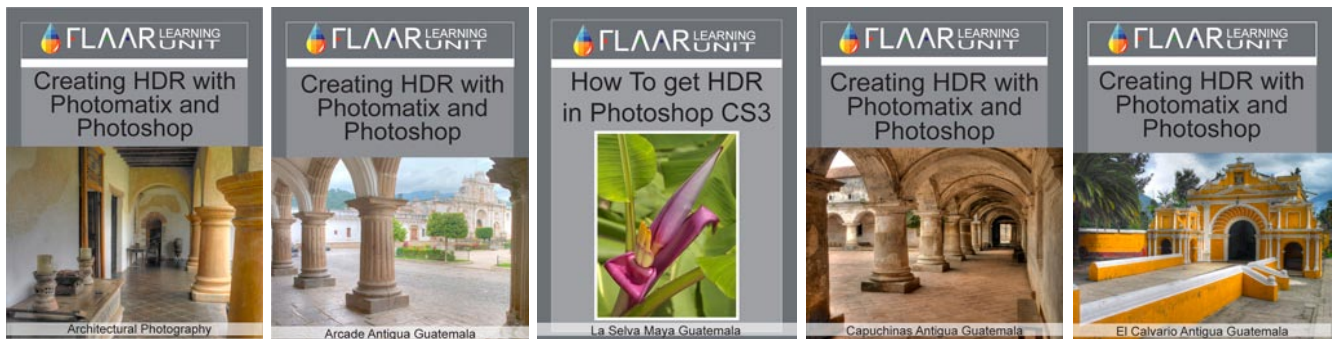 FLAAR LEARNING UNIT
Creating HDR with
Photomatix and
Photoshop
Architectural Photography
FLAAR LEARNING UNIT
Creating HDR with
Photomatix and
Photoshop
Arcade Antigua Guatemala
FLAAR LEARNING UNIT
How To get HDR
in Photoshop CS3
La Selva Maya Guatemala
FLAAR LEARNING UNIT
Creating HDR with
Photomatix and
Photoshop
Capuchinas Antigua Guatemala
FLAAR LEARNING UNIT
Creating HDR with
Photomatix and
Photoshop
El Calvario Antigua Guatemala